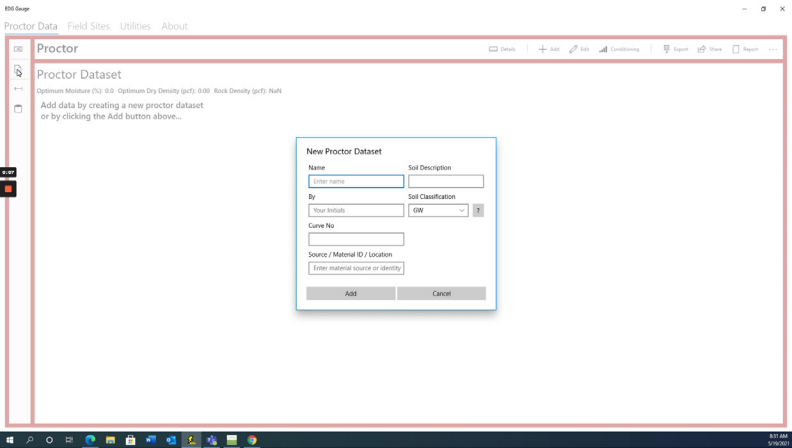 EDG Gauge
Proctor Data Field Sites Utilities About
Proctor
Details Add Edit Conditioning Export Share Report ...
Proctor Dataset
Optimum Moisture (%): 0.0 Optimum Dry Density (pcf): 0.00 Rock Density (pcf): NaN
Add data by creating a new proctor dataset
or by clicking the Add button above...
New Proctor Dataset
Name Soil Description
Enter name
By Soil Classification
Your Initials GW ?
Curve No
Source / Material ID / Location
Enter material source or identity
Add Cancel
0:07
8:51 AM
5/19/2021